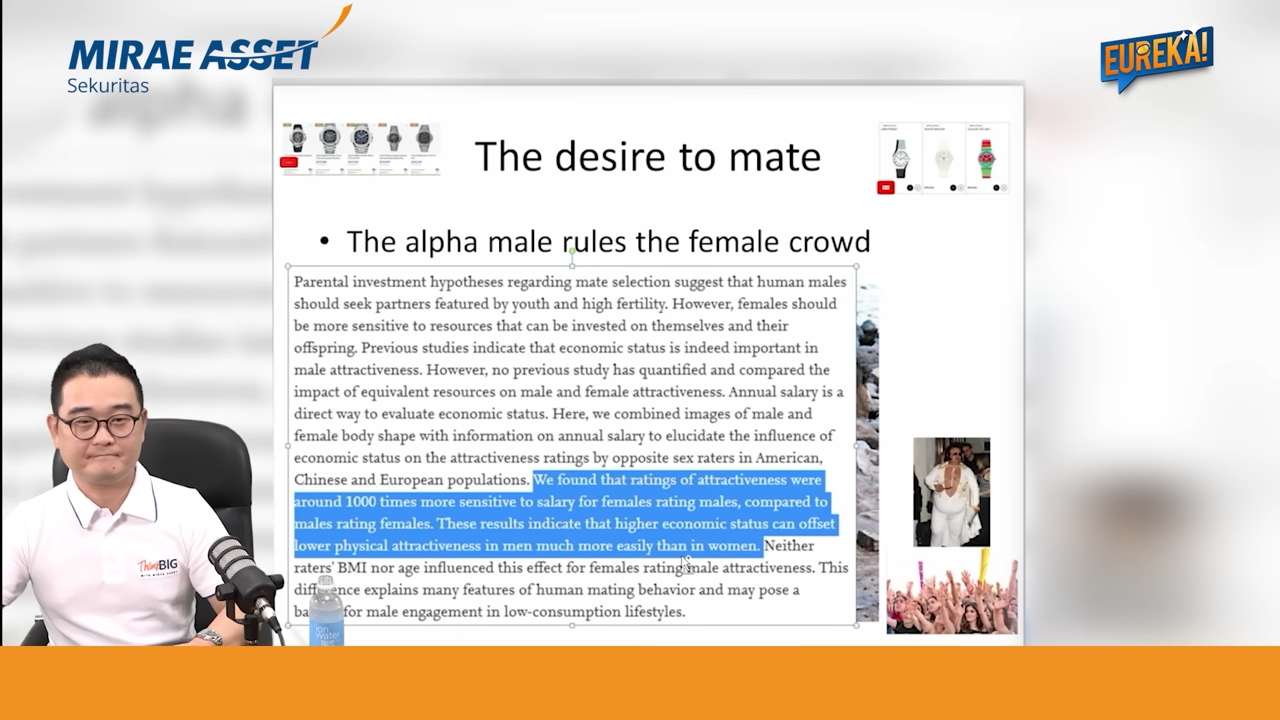 MIRAE ASSET
Sekuritas
EUREKA!
The desire to mate
• The alpha male rules the female crowd
Parental investment hypotheses regarding mate selection suggest that human males
should seek partners featured by youth and high fertility. However, females should
be more sensitive to resources that can be invested on themselves and their
offspring. Previous studies indicate that economic status is indeed important in
male attractiveness. However, no previous study has quantified and compared the
impact of equivalent resources on male and female attractiveness. Annual salary is a
direct way to evaluate economic status. Here, we combined images of male and
female body shape with information on annual salary to elucidate the influence of
economic status on the attractiveness ratings by opposite sex raters in American,
Chinese and European populations. We found that ratings of attractiveness were
around 1000 times more sensitive to salary for females rating males, compared to
males rating females. These results indicate that higher economic status can offset
lower physical attractiveness in men much more easily than in women. Neither
raters' BMI nor age influenced this effect for females rating male attractiveness. This
difference explains many features of human mating behavior and may pose a
for male engagement in low-consumption lifestyles.
ThinkBIG
WITH MIRAE ASSET
ion
water